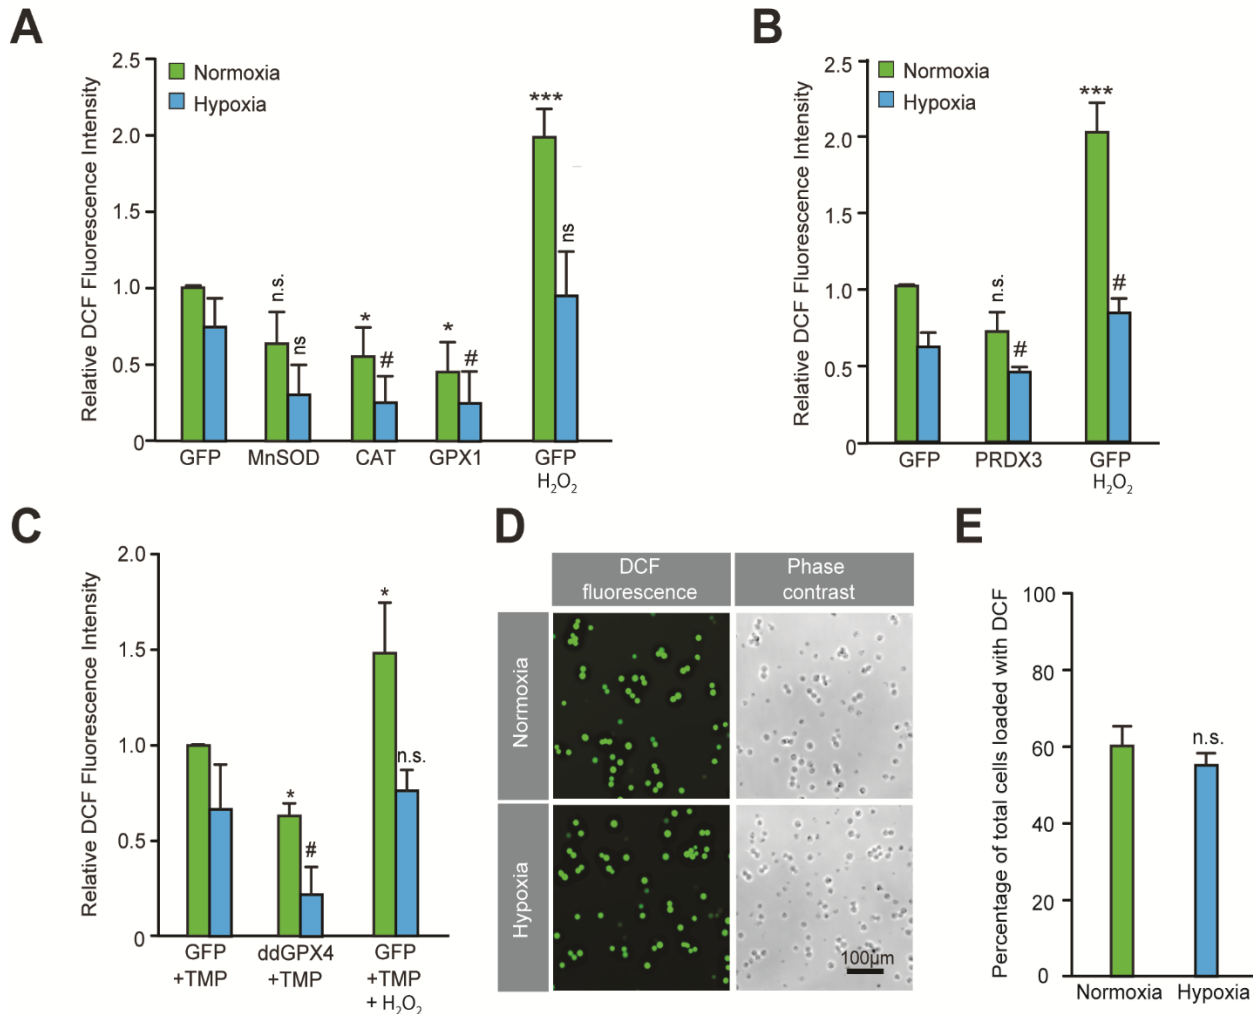 A
Relative DCF Fluorescence Intensity
2.5
2.0
1.5
1.0
0.5
0
Normoxia
Hypoxia
n.s.
ns
*
#
*
#
***
ns
GFP
MnSOD
CAT
GPX1
GFP
H₂O₂
B
Relative DCF Fluorescence Intensity
2.5
2.0
1.5
1.0
0.5
0
Normoxia
Hypoxia
n.s.
#
***
#
GFP
PRDX3
GFP
H₂O₂
C
Relative DCF Fluorescence Intensity
2.0
1.5
1.0
0.5
0
*
#
*
n.s.
GFP
+TMP
ddGPX4
+TMP
GFP
+TMP
+ H₂O₂
D
DCF
fluorescence
Phase
contrast
Normoxia
Hypoxia
100µm
E
Percentage of total cells loaded with DCF
100
80
60
40
20
0
n.s.
Normoxia
Hypoxia